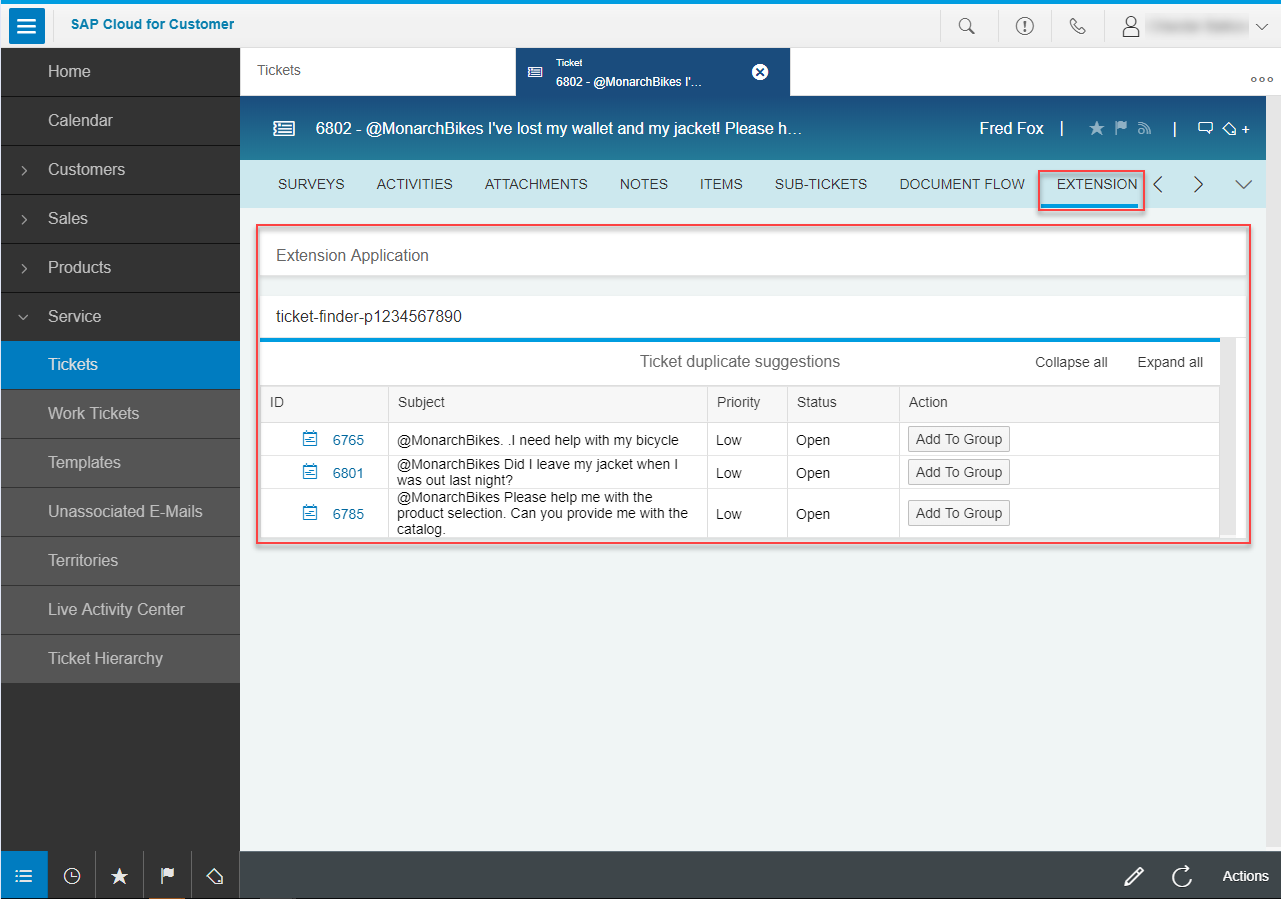 SAP Cloud for Customer
Home
Calendar
Customers
Sales
Products
Service
Tickets
Work Tickets
Templates
Unassociated E-Mails
Territories
Live Activity Center
Ticket Hierarchy
Tickets
Ticket
6802 - @MonarchBikes I'...
6802 - @MonarchBikes I've lost my wallet and my jacket! Please h...
Fred Fox
SURVEYS ACTIVITIES ATTACHMENTS NOTES ITEMS SUB-TICKETS DOCUMENT FLOW EXTENSION
Extension Application
ticket-finder-p1234567890
Ticket duplicate suggestions Collapse all Expand all
ID Subject Priority Status Action
6765 @MonarchBikes. .I need help with my bicycle Low Open Add To Group
6801 @MonarchBikes Did I leave my jacket when I
was out last night? Low Open Add To Group
6785 @MonarchBikes Please help me with the
product selection. Can you provide me with the
catalog. Low Open Add To Group
Actions